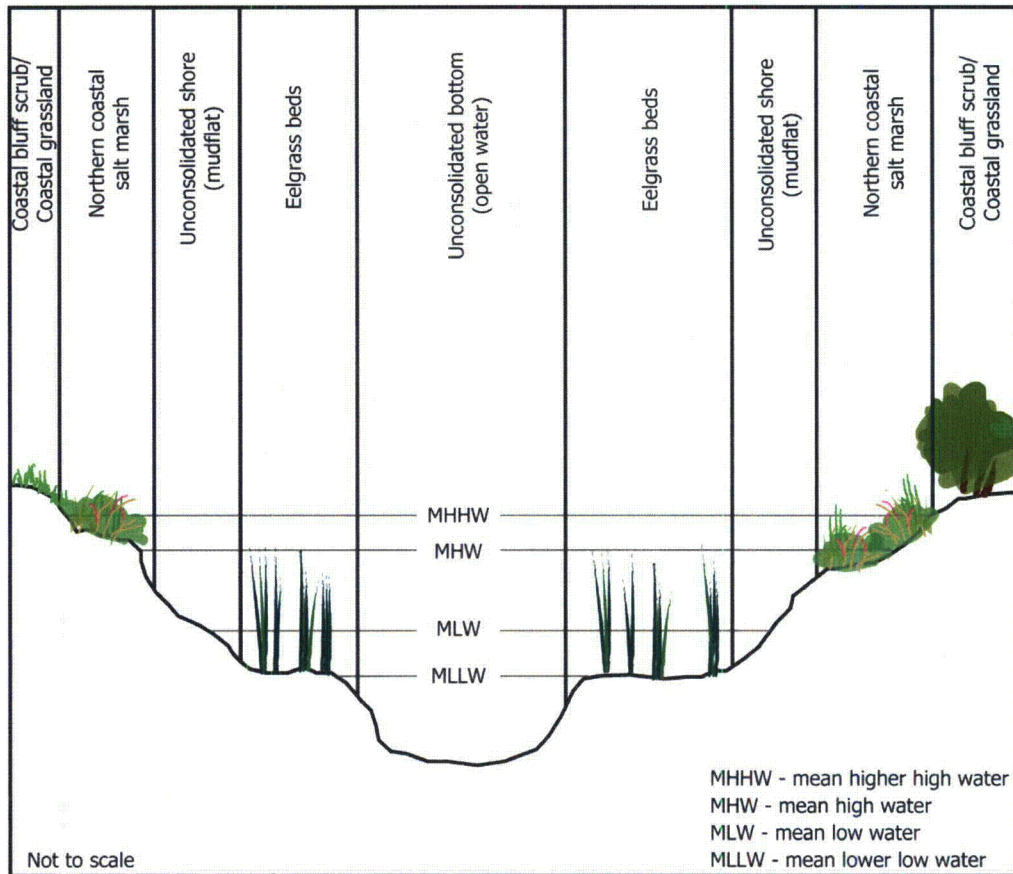 Coastal bluff scrub/
Coastal grassland
Northern coastal
salt marsh
Unconsolidated shore
(mudflat)
Eelgrass beds
Unconsolidated bottom
(open water)
Eelgrass beds
Unconsolidated shore
(mudflat)
Northern coastal
salt marsh
Coastal bluff scrub/
Coastal grassland
MHHW
MHW
MLW
MLLW
MHHW - mean higher high water
MHW - mean high water
MLW - mean low water
MLLW - mean lower low water
Not to scale